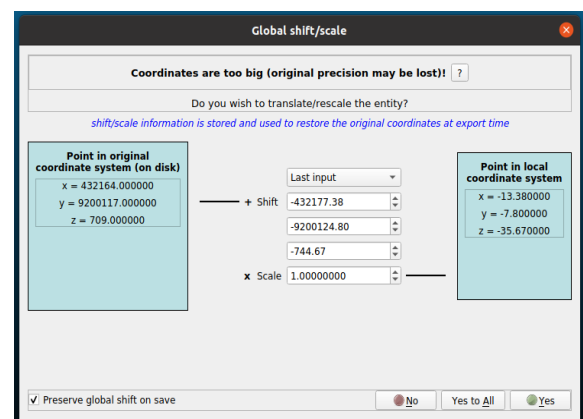 Global shift/scale
Coordinates are too big (original precision may be lost)! ?
Do you wish to translate/rescale the entity?
shift/scale information is stored and used to restore the original coordinates at export time
Point in original
coordinate system (on disk)
x = 432164.000000
y = 9200117.000000
z = 709.000000
Last input
+ Shift -432177.38
-9200124.80
-744.67
x Scale 1.00000000
Point in local
coordinate system
x = -13.380000
y = -7.800000
z = -35.670000
Preserve global shift on save
No
Yes to All
Yes